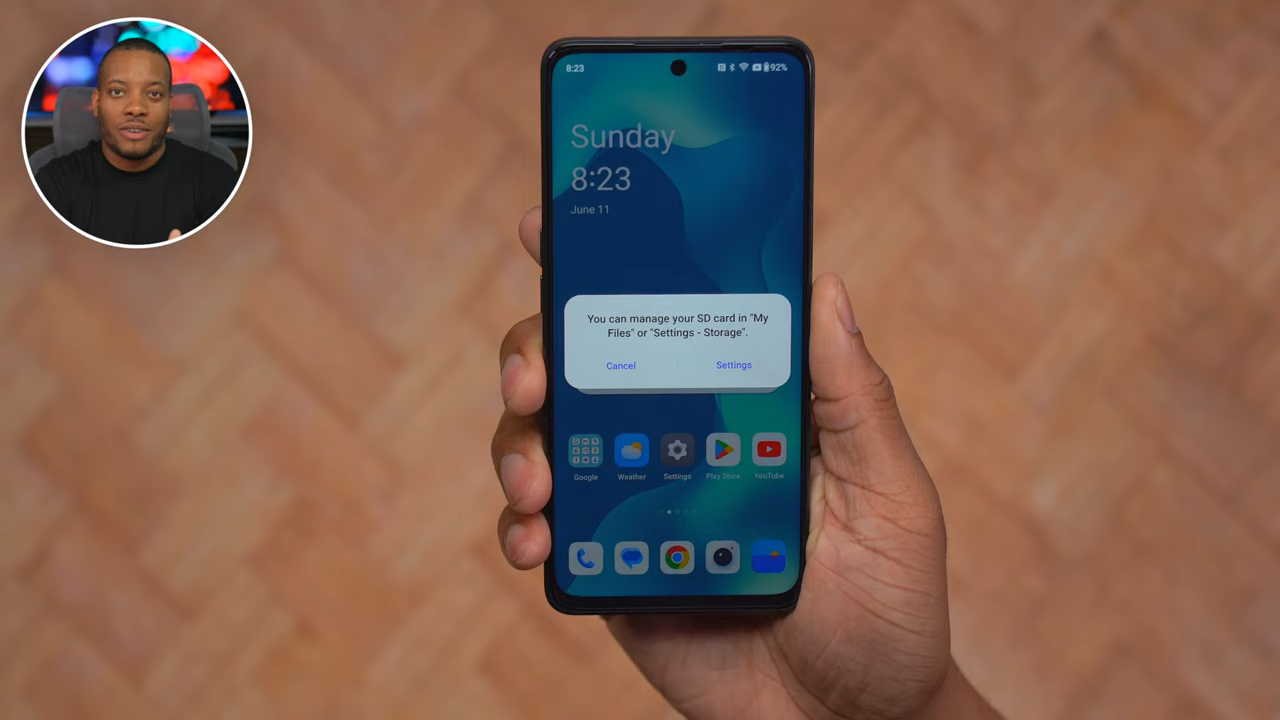 8:23
92%
Sunday
8:23
June 11
You can manage your SD card in "My
Files" or "Settings - Storage".
Cancel
Settings
Google
Weather
Settings
Play Store
YouTube